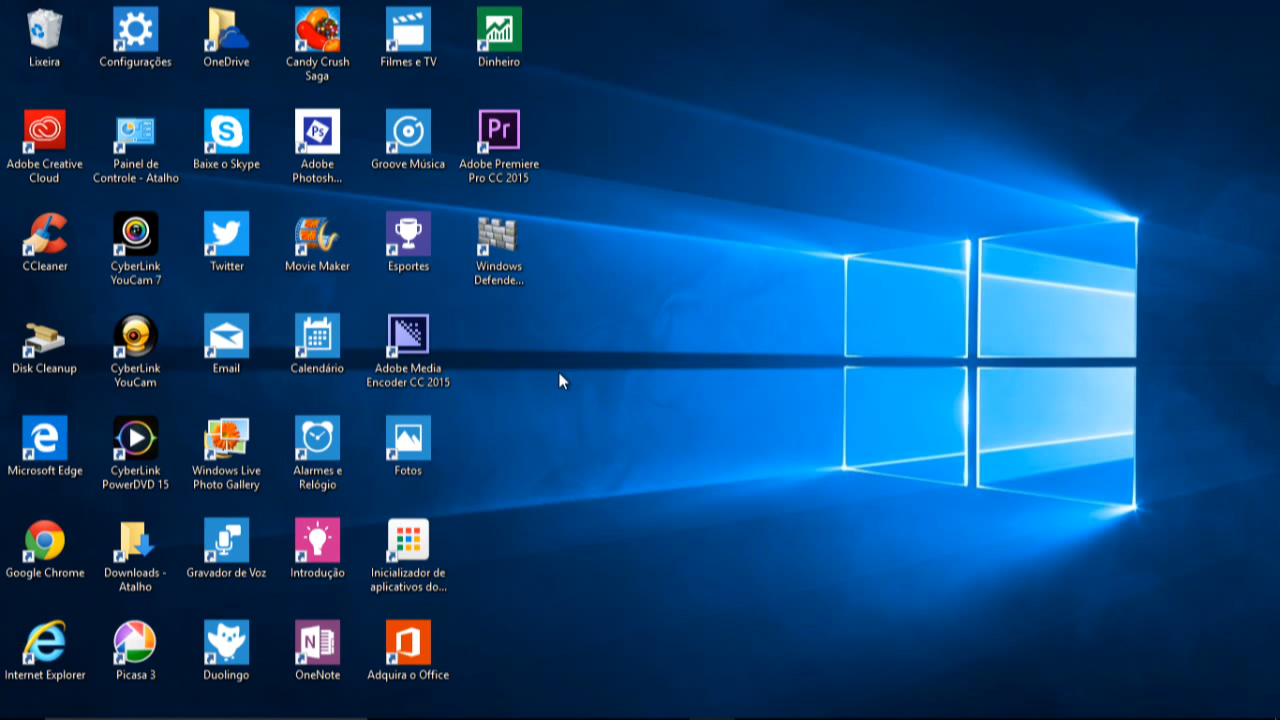 Lixeira
Configurações
OneDrive
Candy Crush
Saga
Filmes e TV
Dinheiro
Adobe Creative
Cloud
Painel de
Controle - Atalho
Baixe o Skype
Ps
Adobe
Photosh...
Groove Música
Pr
Adobe Premiere
Pro CC 2015
CCleaner
CyberLink
YouCam 7
Twitter
Movie Maker
Esportes
Windows
Defende...
Disk Cleanup
CyberLink
YouCam
Email
Calendário
Adobe Media
Encoder CC 2015
Microsoft Edge
CyberLink
PowerDVD 15
Windows Live
Photo Gallery
Alarmes e
Relógio
Fotos
Google Chrome
Downloads -
Atalho
Gravador de Voz
Introdução
Inicializador de
aplicativos do...
Internet Explorer
Picasa 3
Duolingo
N
OneNote
Adquira o Office